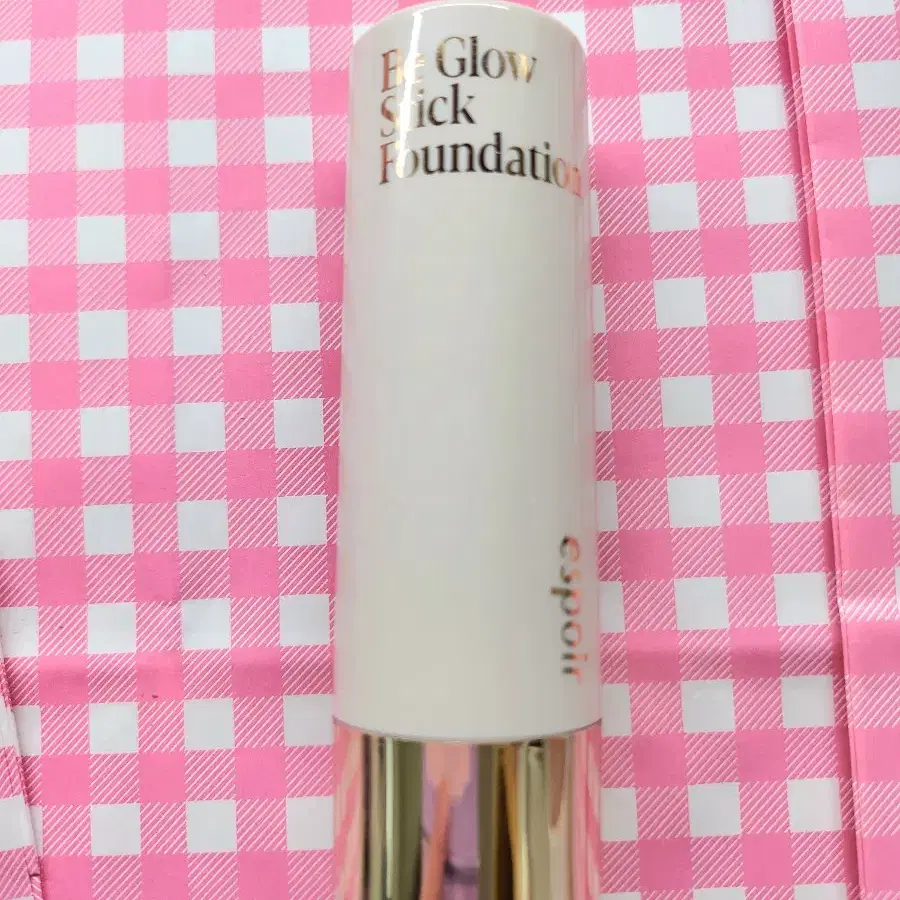 Be Glow
Stick
Foundation
espoir